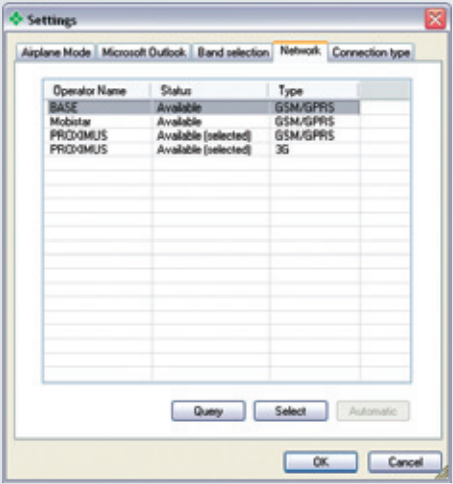 Settings
Airplane Mode Microsoft Outlook Band selection Network Connection type
Operator Name Status Type
BASE Available GSM/GPRS
Mobistar Available GSM/GPRS
PROXIMUS Available (selected) GSM/GPRS
PROXIMUS Available (selected) 3G
Query Select Automatic
OK Cancel